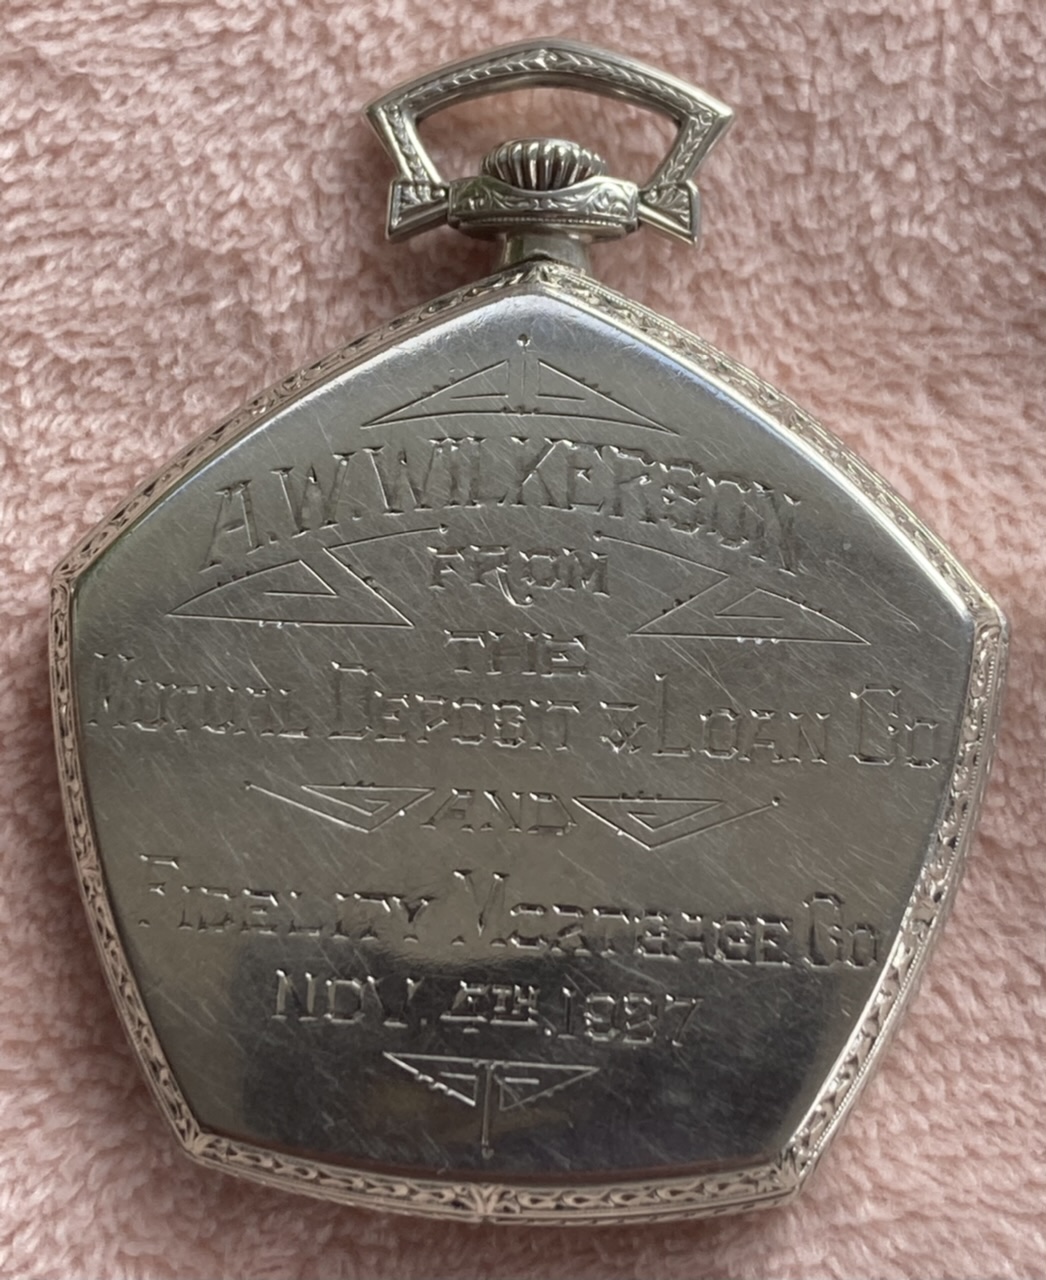 A.W. WILKERSON
FROM
THE
MUTUAL DEPOSIT & LOAN CO
AND
FIDELITY MORTGAGE CO
NOV. 4TH. 1927